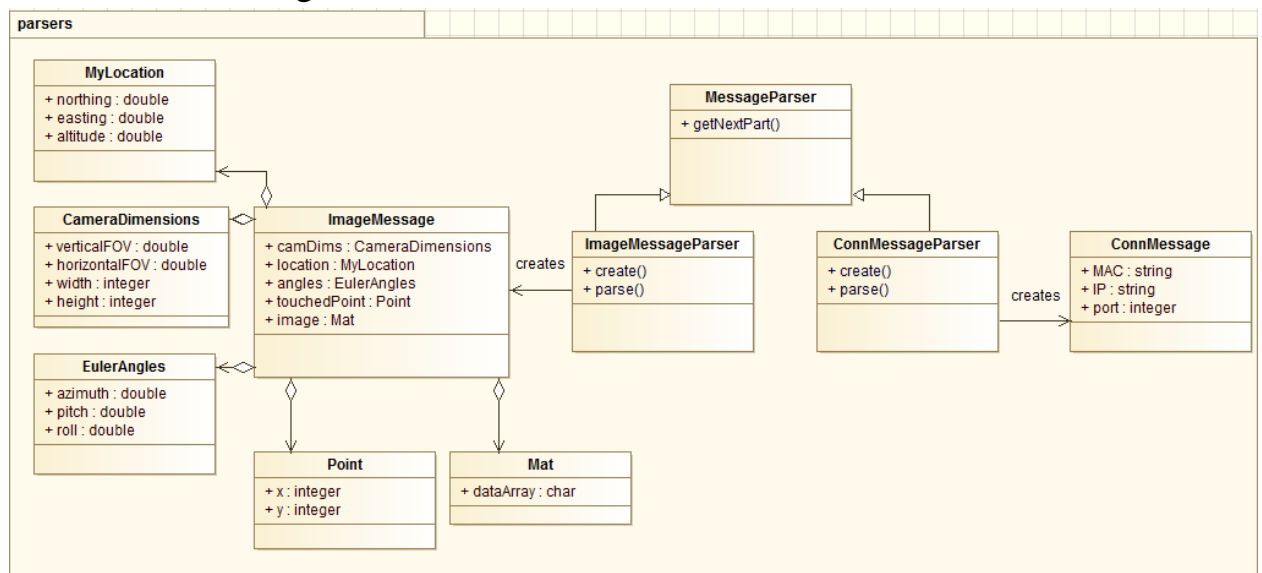 parsers
MyLocation
+ northing : double
+ easting : double
+ altitude : double
CameraDimensions
+ verticalFOV : double
+ horizontalFOV : double
+ width : integer
+ height : integer
EulerAngles
+ azimuth : double
+ pitch : double
+ roll : double
ImageMessage
+ camDims : CameraDimensions
+ location : MyLocation
+ angles : EulerAngles
+ touchedPoint : Point
+ image : Mat
Point
+ x : integer
+ y : integer
Mat
+ dataArray : char
creates
MessageParser
+ getNextPart()
ImageMessageParser
+ create()
+ parse()
ConnMessageParser
+ create()
+ parse()
creates
ConnMessage
+ MAC : string
+ IP : string
+ port : integer